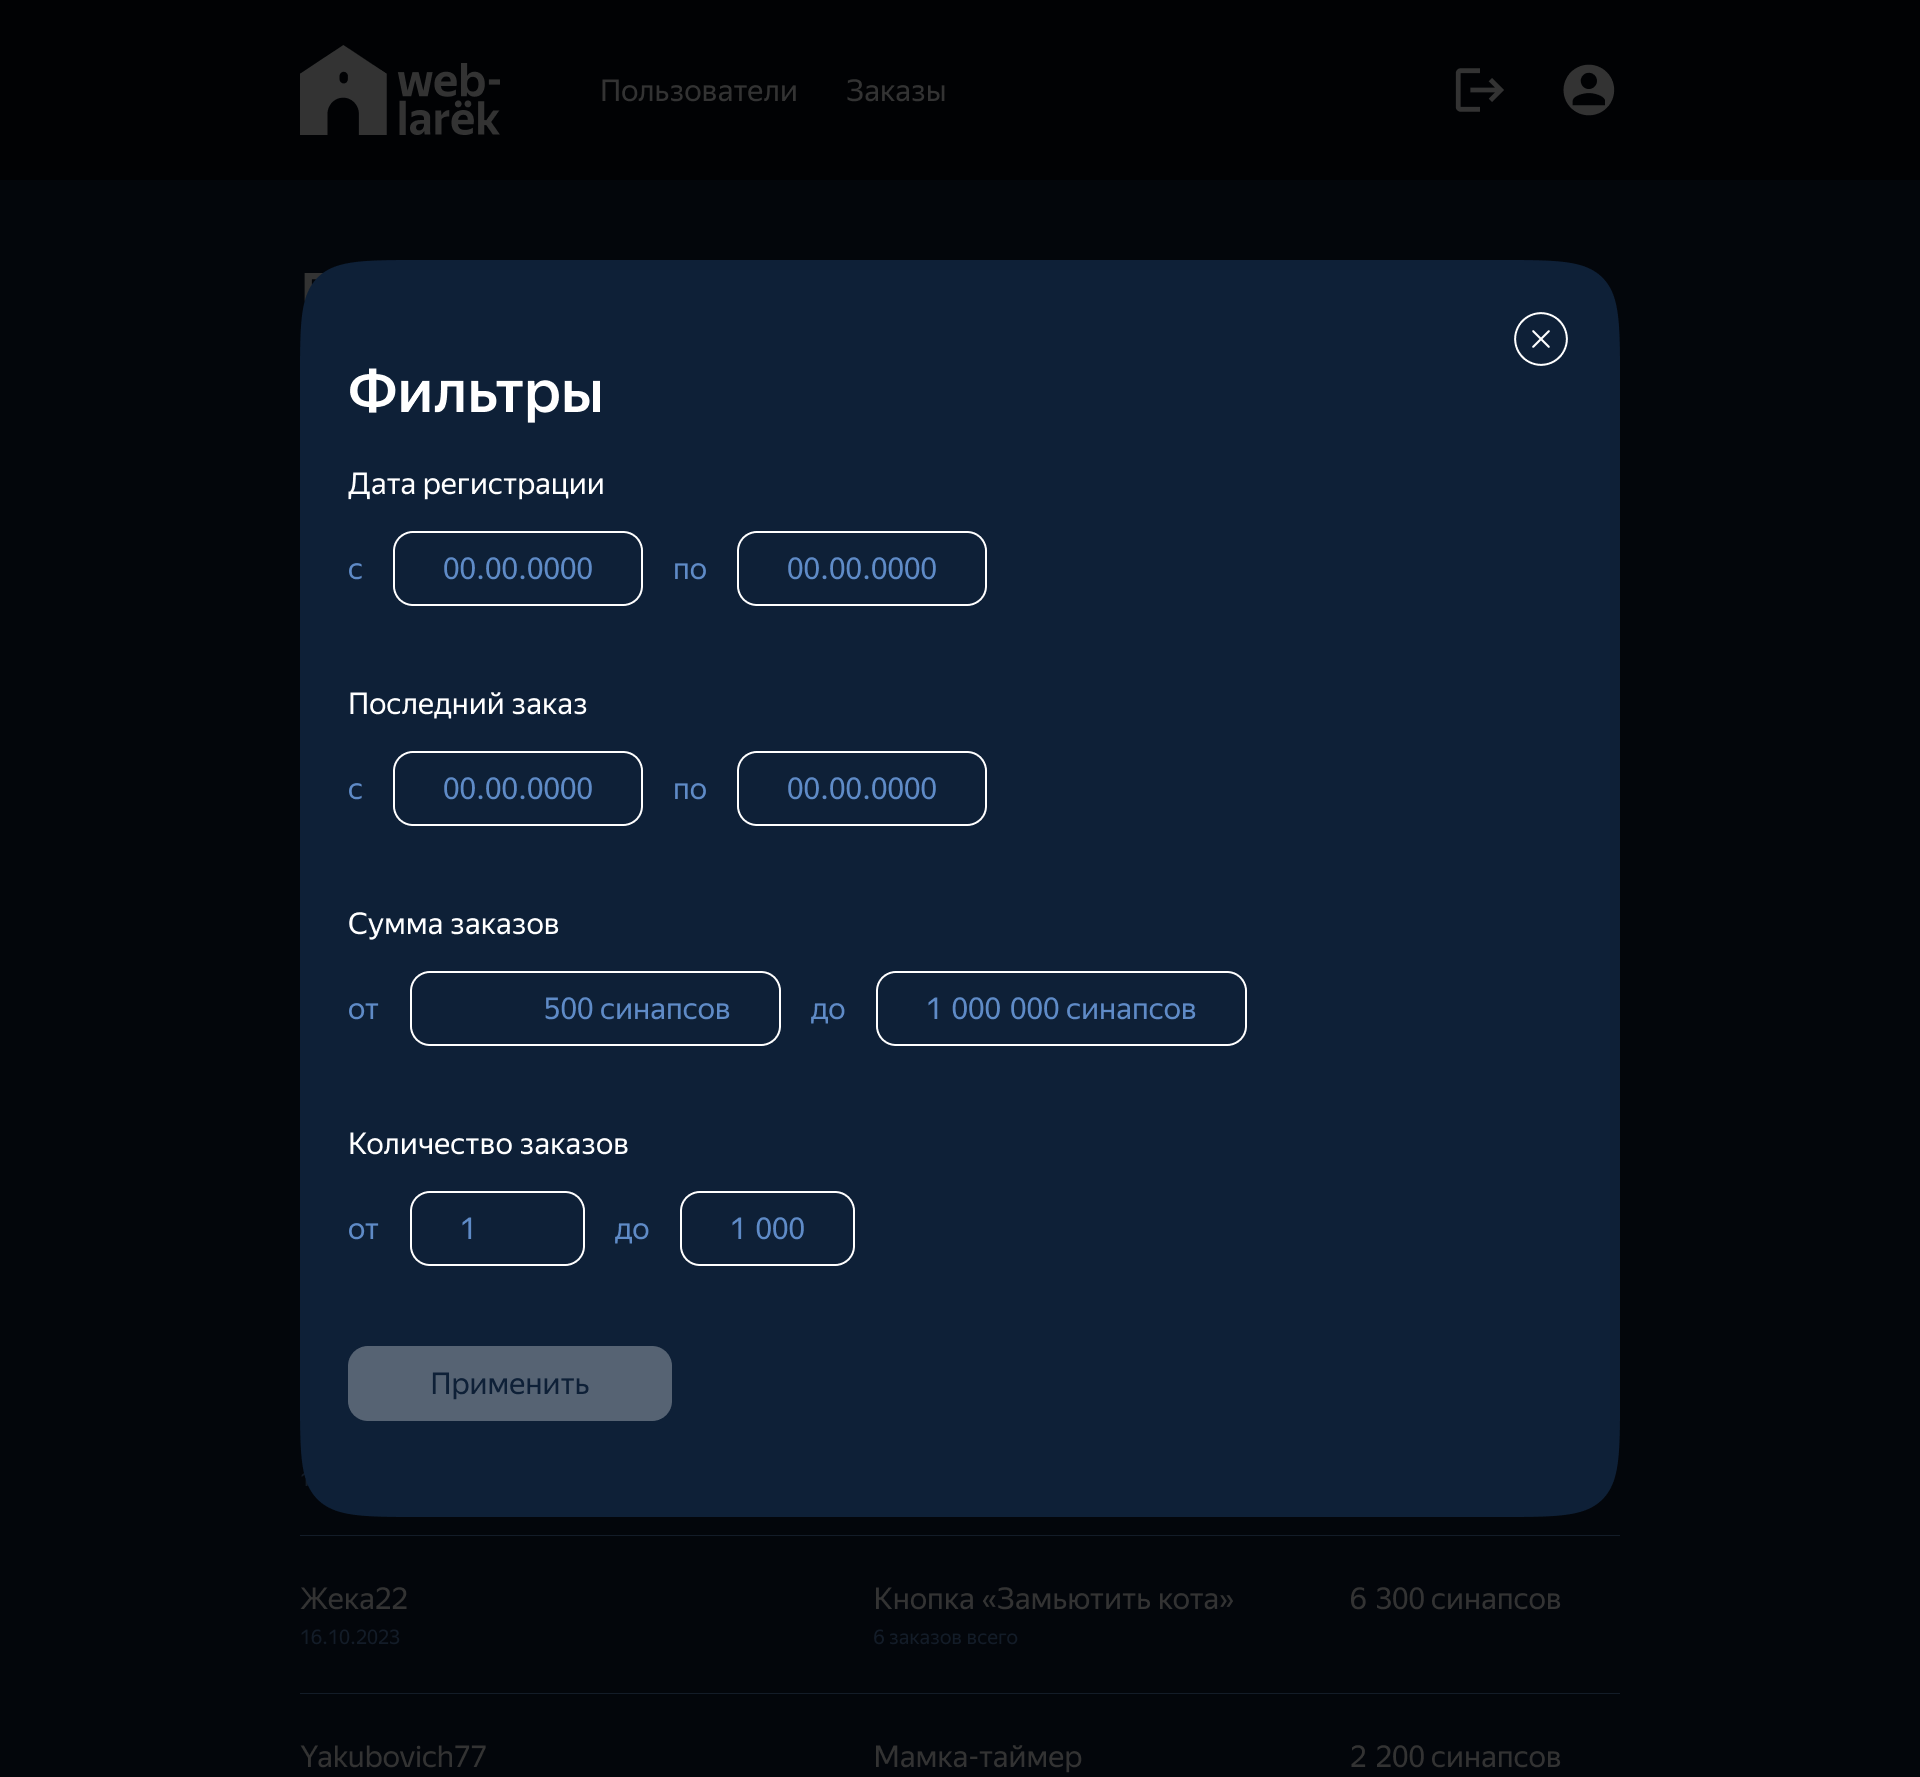 web-
larёk
Пользователи Заказы
Фильтры
Дата регистрации
с 00.00.0000 по 00.00.0000
Последний заказ
с 00.00.0000 по 00.00.0000
Сумма заказов
от 500 синапсов до 1 000 000 синапсов
Количество заказов
от 1 до 1 000
Применить
Жека22 Кнопка «Замьютить кота» 6 300 синапсов
16.10.2023 6 заказов всего
Yakubovich77 Мамка-таймер 2 200 синапсов